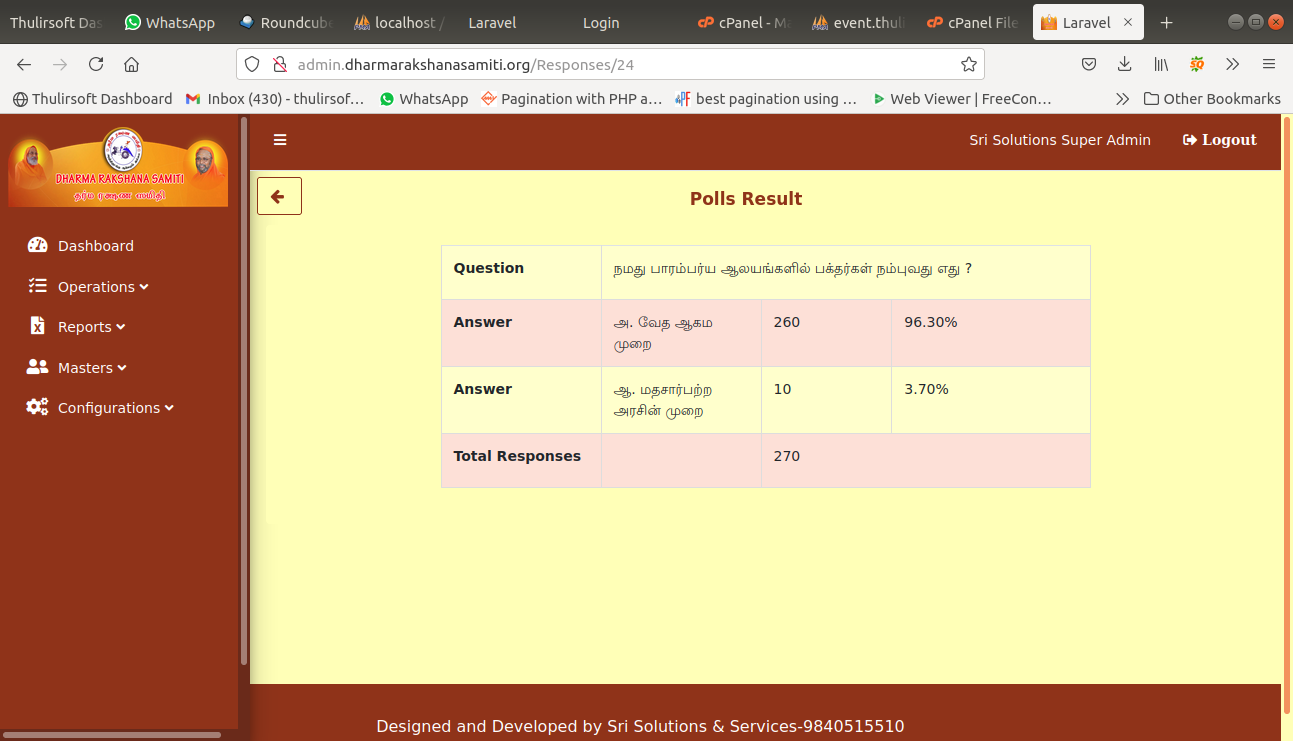 Thulirsoft Das
WhatsApp
Roundcube
localhost /
Laravel
Login
cPanel - Ma
event.thuli
cPanel File
Laravel
admin.dharmarakshanasamiti.org/Responses/24
Thulirsoft Dashboard
Inbox (430) - thulirsof...
WhatsApp
Pagination with PHP a...
best pagination using ...
Web Viewer | FreeCon...
Other Bookmarks
DHARMA RAKSHANA SAMITI
தர்ம ரக்ஷண ஸமிதி
Sri Solutions Super Admin
Logout
Dashboard
Operations
Reports
Masters
Configurations
Polls Result
Question நமது பாரம்பர்ய ஆலயங்களில் பக்தர்கள் நம்புவது எது ?
Answer அ. வேத ஆகம 260 96.30%
முறை
Answer ஆ. மதசார்பற்ற 10 3.70%
அரசின் முறை
Total Responses 270
Designed and Developed by Sri Solutions & Services-9840515510